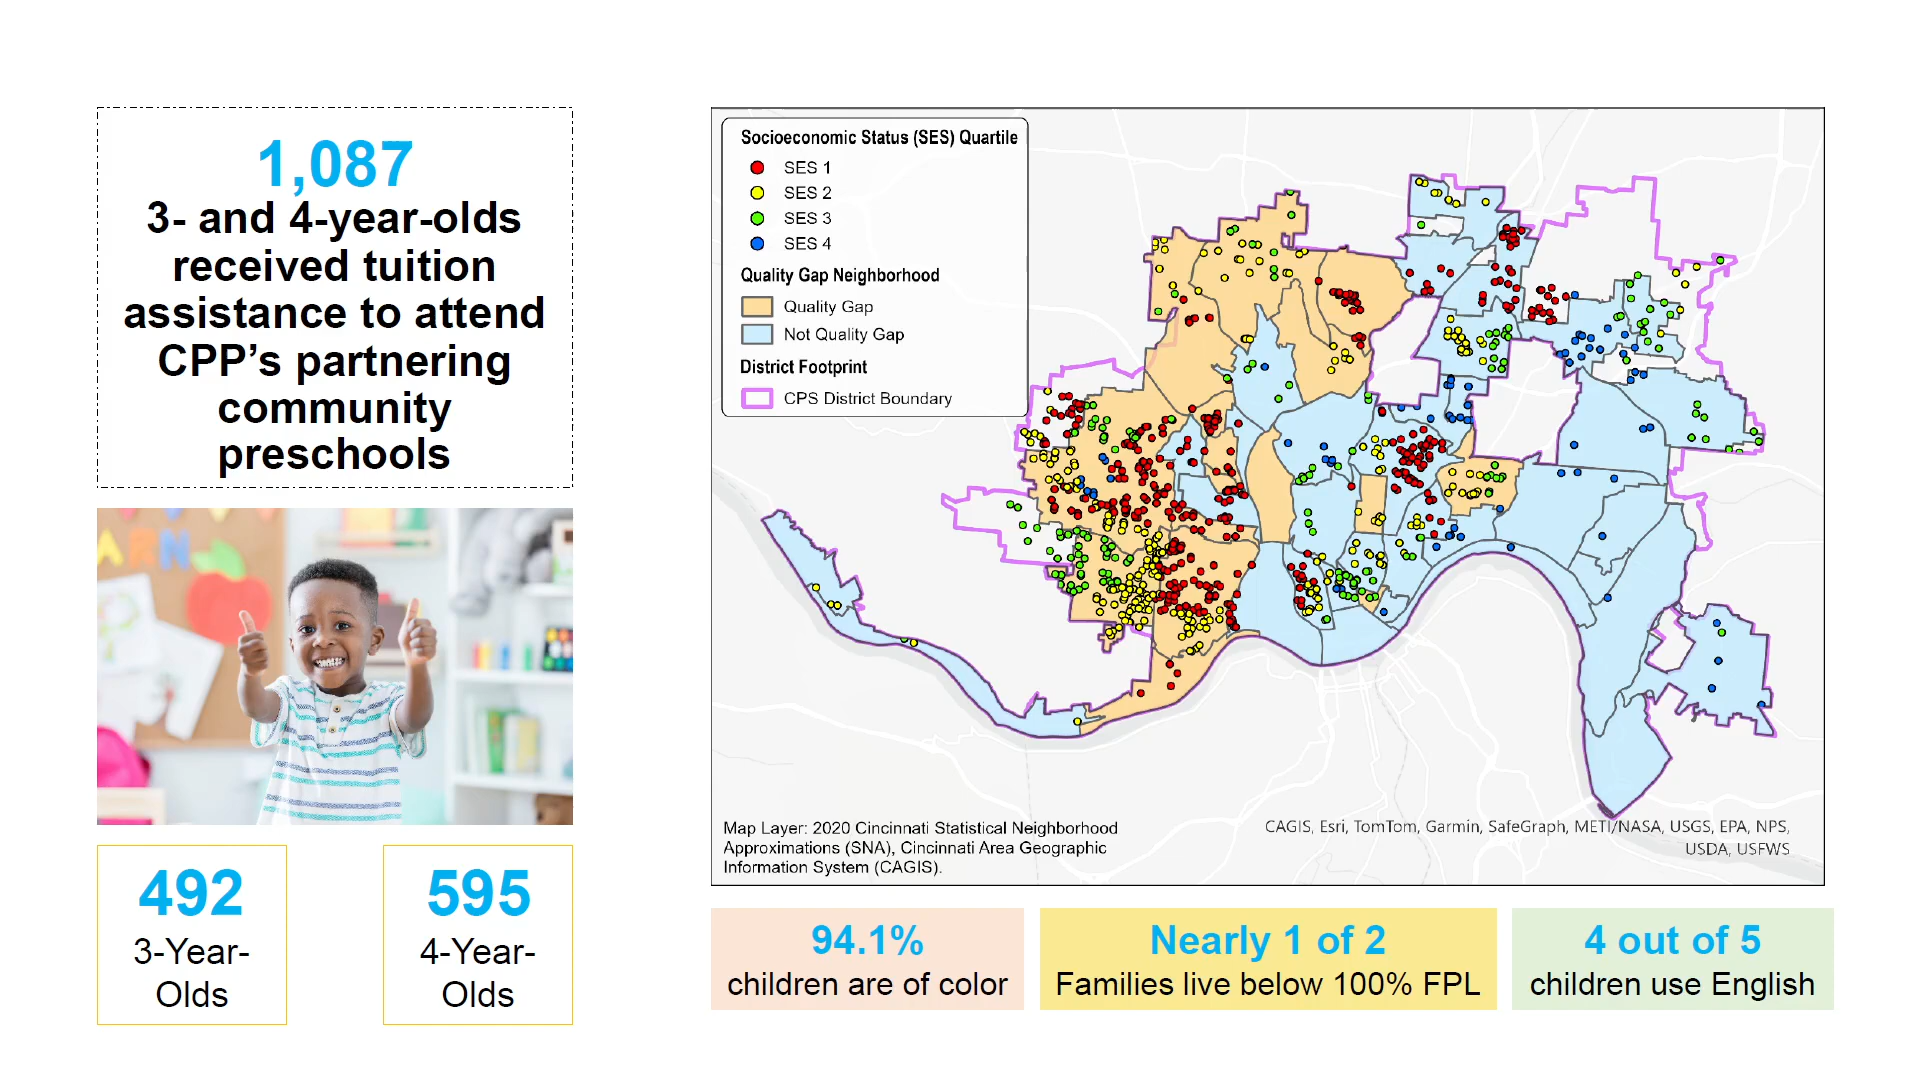 1,087
3- and 4-year-olds
received tuition
assistance to attend
CPP’s partnering
community
preschools
ARN
492
3-Year-
Olds
595
4-Year-
Olds
Socioeconomic Status (SES) Quartile
SES 1
SES 2
SES 3
SES 4
Quality Gap Neighborhood
Quality Gap
Not Quality Gap
District Footprint
CPS District Boundary
Map Layer: 2020 Cincinnati Statistical Neighborhood
Approximations (SNA), Cincinnati Area Geographic
Information System (CAGIS).
CAGIS, Esri, TomTom, Garmin, SafeGraph, METI/NASA, USGS, EPA, NPS,
USDA, USFWS
94.1%
children are of color
Nearly 1 of 2
Families live below 100% FPL
4 out of 5
children use English